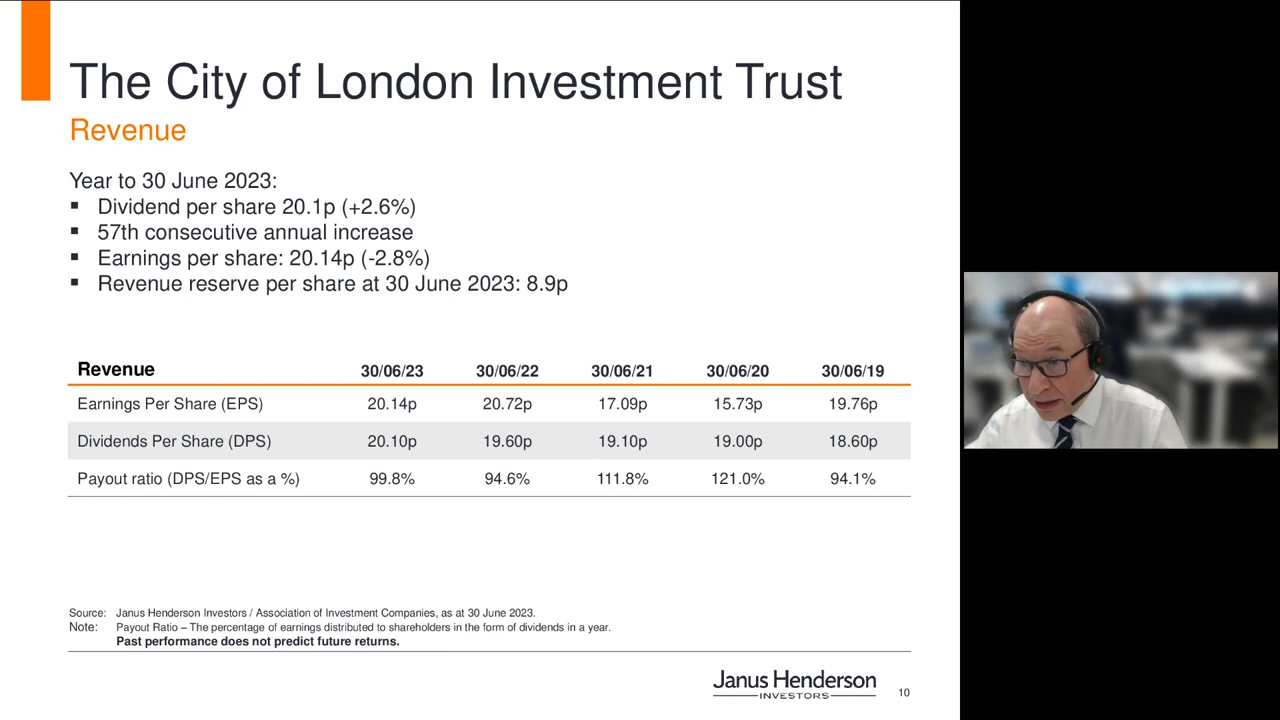 The City of London Investment Trust
Revenue
Year to 30 June 2023:
▪ Dividend per share 20.1p (+2.6%)
▪ 57th consecutive annual increase
▪ Earnings per share: 20.14p (-2.8%)
▪ Revenue reserve per share at 30 June 2023: 8.9p
Revenue 30/06/23 30/06/22 30/06/21 30/06/20 30/06/19
Earnings Per Share (EPS) 20.14p 20.72p 17.09p 15.73p 19.76p
Dividends Per Share (DPS) 20.10p 19.60p 19.10p 19.00p 18.60p
Payout ratio (DPS/EPS as a %) 99.8% 94.6% 111.8% 121.0% 94.1%
Source: Janus Henderson Investors / Association of Investment Companies, as at 30 June 2023.
Note: Payout Ratio – The percentage of earnings distributed to shareholders in the form of dividends in a year.
Past performance does not predict future returns.
Janus Henderson
INVESTORS
10